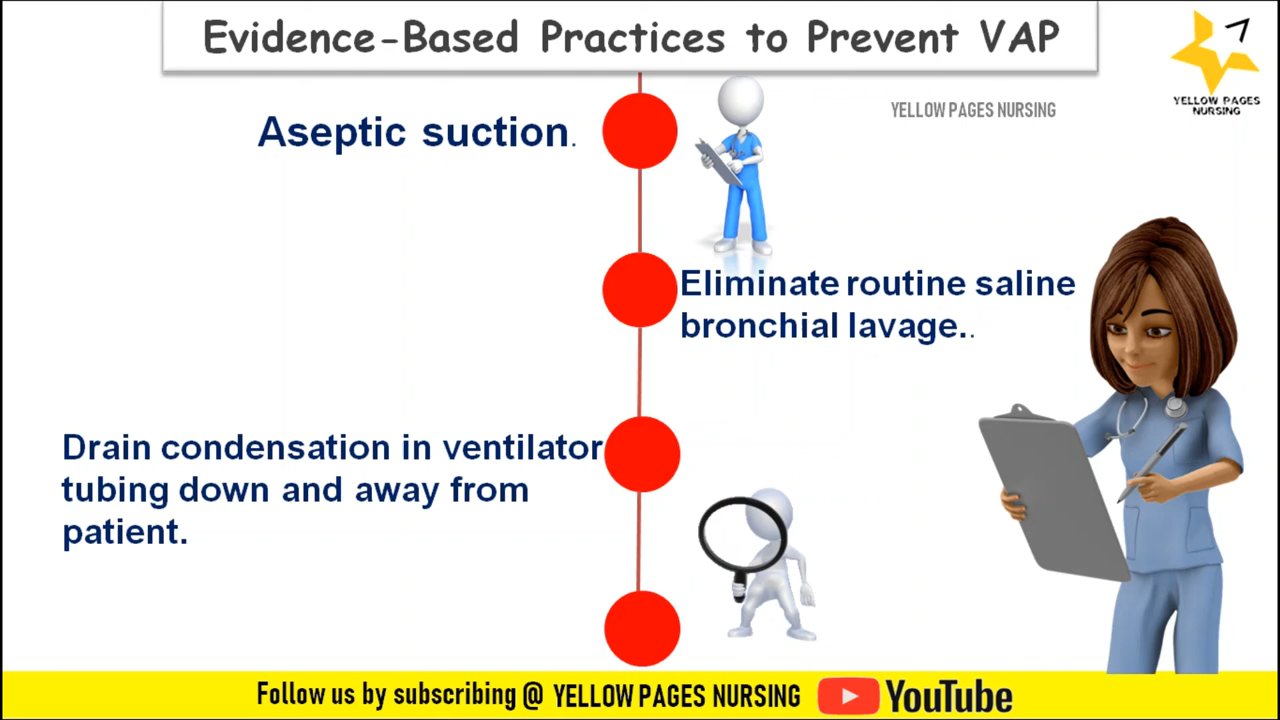 Evidence-Based Practices to Prevent VAP
YELLOW PAGES
NURSING
YELLOW PAGES NURSING
Aseptic suction.
Eliminate routine saline
bronchial lavage..
Drain condensation in ventilator
tubing down and away from
patient.
Follow us by subscribing @ YELLOW PAGES NURSING YouTube